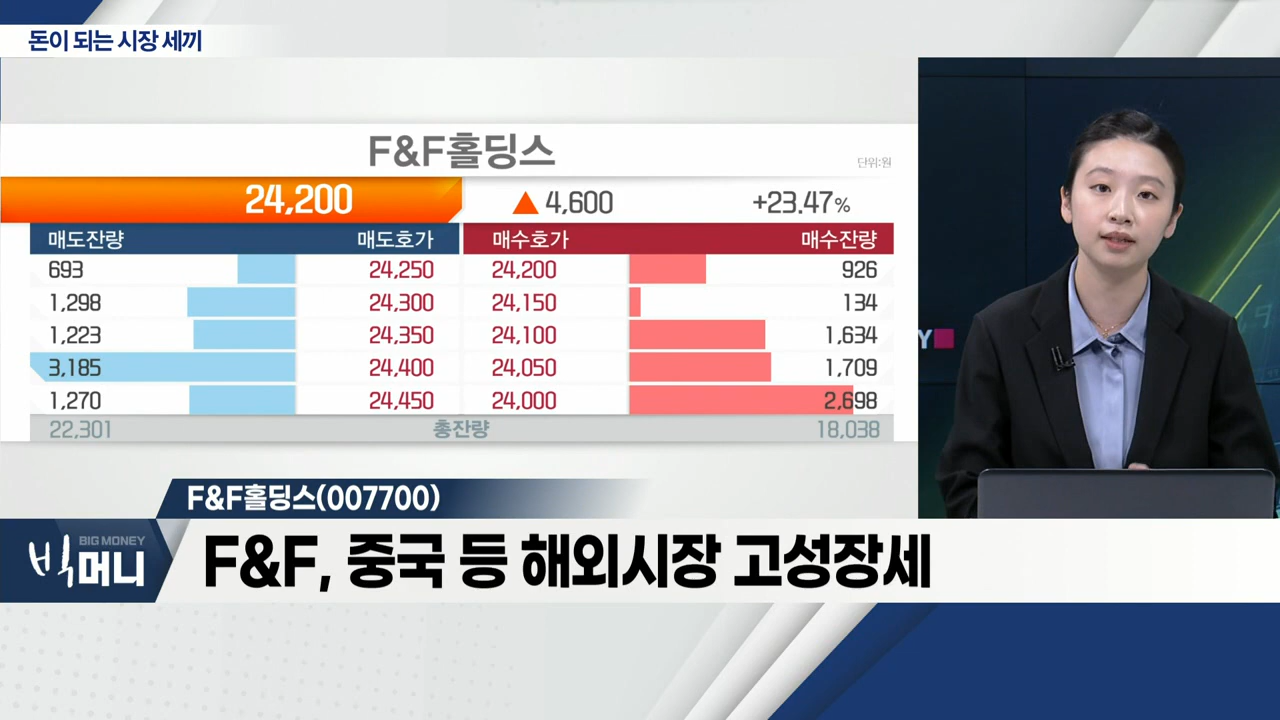 돈이 되는 시장 세끼
F&F홀딩스
단위:원
24,200 ▲ 4,600 +23.47%
매도잔량 매도호가 매수호가 매수잔량
693 24,250 24,200 926
1,298 24,300 24,150 134
1,223 24,350 24,100 1,634
3,185 24,400 24,050 1,709
1,270 24,450 24,000 2,698
22,301 총잔량 18,038
Y
F&F홀딩스(007700)
BIG MONEY
빅머니
F&F, 중국 등 해외시장 고성장세